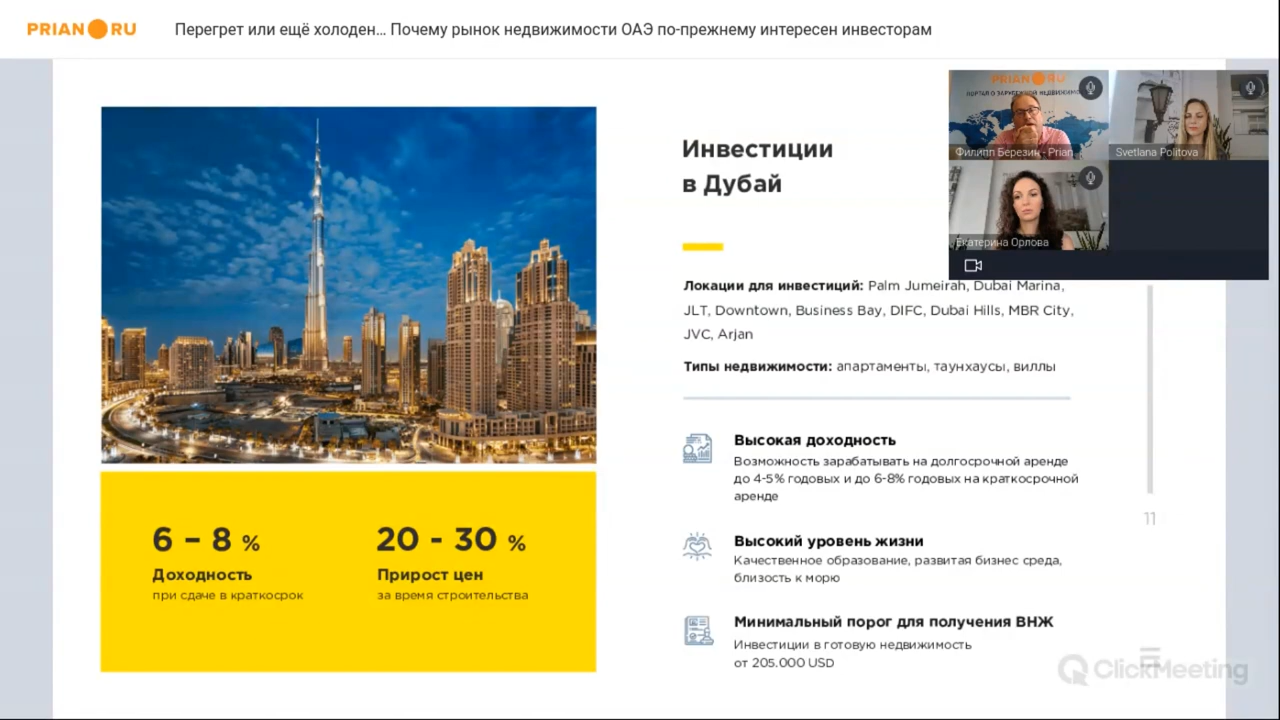 PRIAN RU
Перегрет или ещё холоден... Почему рынок недвижимости ОАЭ по-прежнему интересен инвесторам
PRIAN RU
ПОРТАЛ О ЗАРУБЕЖНОЙ НЕДВИЖИМО
Филипп Березин - Prian
Svetlana Politova
Екатерина Орлова
Инвестиции
в Дубай
Локации для инвестиций: Palm Jumeirah, Dubai Marina,
JLT, Downtown, Business Bay, DIFC, Dubai Hills, MBR City,
JVC, Arjan
Типы недвижимости: апартаменты, таунхаусы, виллы
Высокая доходность
Возможность зарабатывать на долгосрочной аренде
до 4-5% годовых и до 6-8% годовых на краткосрочной
аренде
Высокий уровень жизни
Качественное образование, развитая бизнес среда,
близость к морю
Минимальный порог для получения ВНЖ
Инвестиции в готовую недвижимость
от 205.000 USD
6 – 8 %
Доходность
при сдаче в краткосрок
20 - 30 %
Прирост цен
за время строительства
11
ClickMeeting